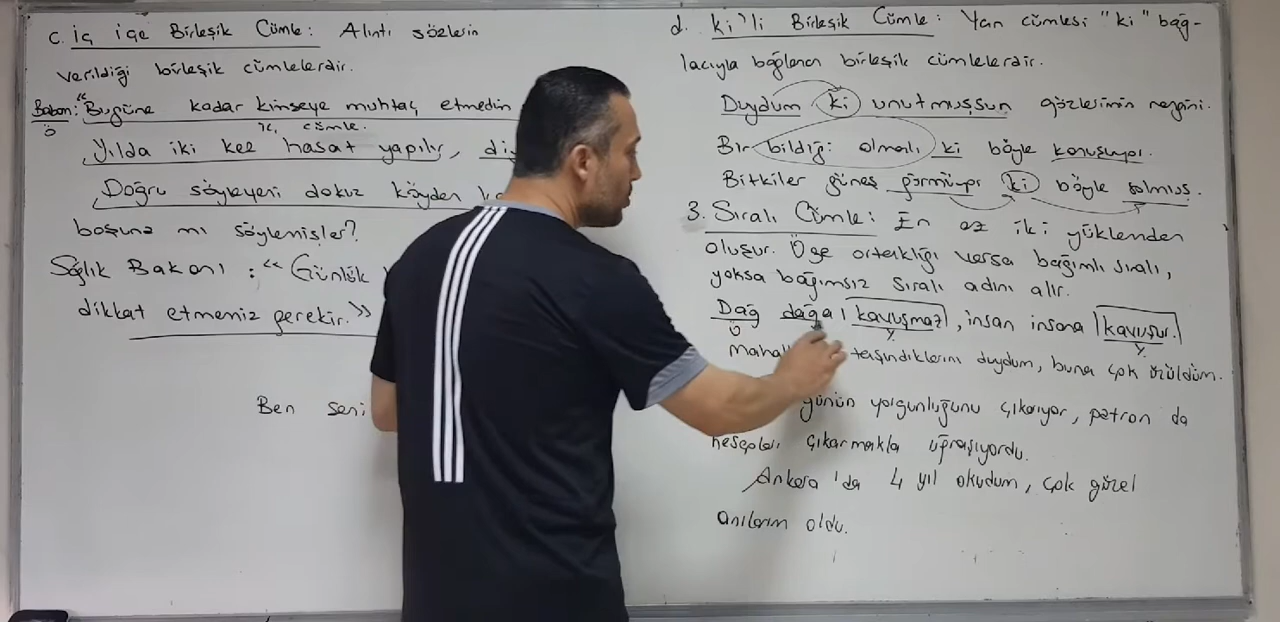 c. İç içe Birleşik Cümle: Alıntı sözlerin
verildiği birleşik cümlelerdir.
Babam: "Bugüne kadar kimseye muhtaç etmedin
iç cümle.
Ö
Yılda iki kez hasat yapılır,
Doğru söyleyeni dokuz köyden
boşuna mı söylemişler?
Sağlık Bakanı : "Günlük
dikkat etmeniz gerekir.»
Ben seni
d. ki'li Birleşik Cümle: Yan cümlesi "ki" bağ-
lacıyla bağlanan birleşik cümlelerdir.
Duydum ki unutmuşsun gözlerimin rengini.
Bir bildiği olmalı ki böyle konuşuyor.
Bitkiler güneş görmüyor ki böyle solmuş.
3. Sıralı Cümle: En az iki yüklemden
oluşur. Öge ortaklığı varsa bağımlı sıralı,
yoksa bağımsız sıralı adını alır.
Dağ dağa kavuşmaz, insan insana kavuşur.
Ö Y Y
taşındıklarını duydum, buna çok üzüldüm.
günün yorgunluğunu çıkarıyor, patron da
hesapları çıkarmakla uğraşıyordu.
Ankara'da 4 yıl okudum, çok güzel
anılarım oldu.